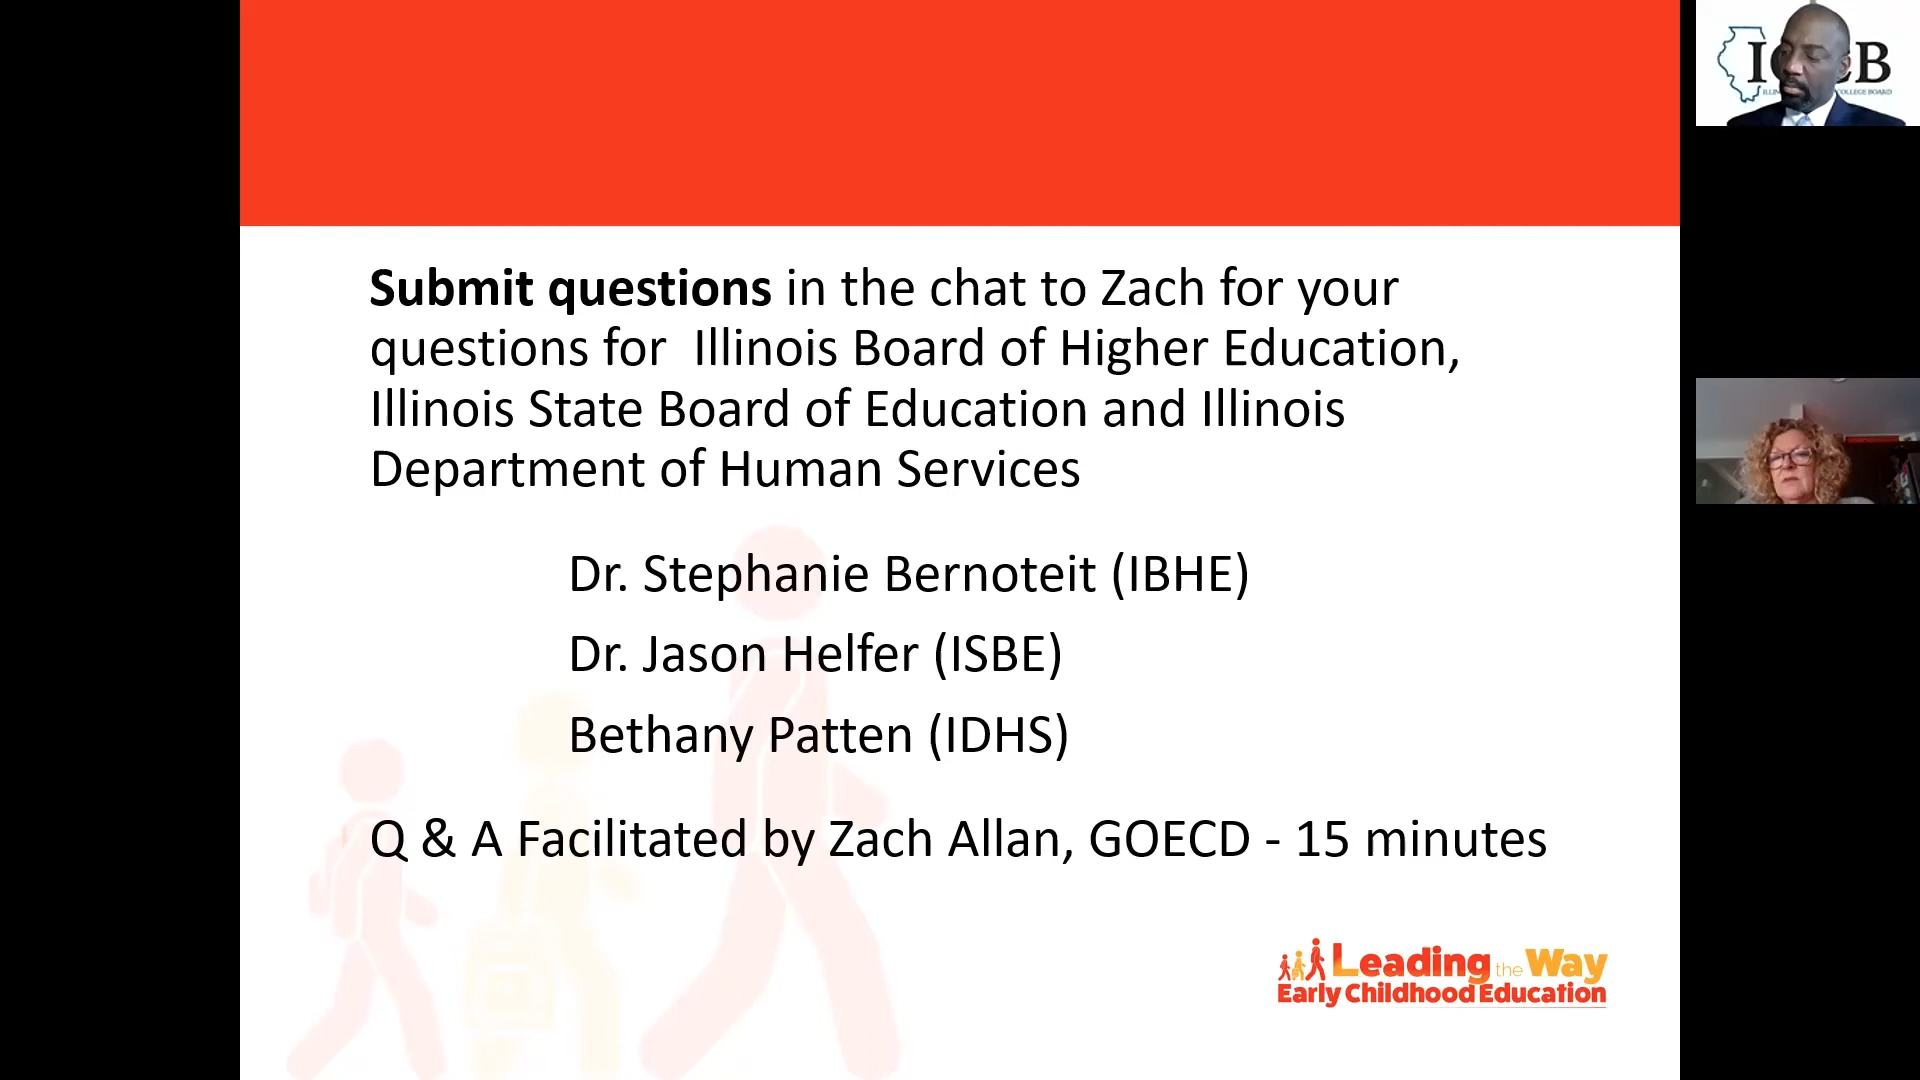 Submit questions in the chat to Zach for your
questions for  Illinois Board of Higher Education,
Illinois State Board of Education and Illinois
Department of Human Services
Dr. Stephanie Bernoteit (IBHE)
Dr. Jason Helfer (ISBE)
Bethany Patten (IDHS)
Q & A Facilitated by Zach Allan, GOECD - 15 minutes
Leading the Way
Early Childhood Education
COLLEGE BOARD